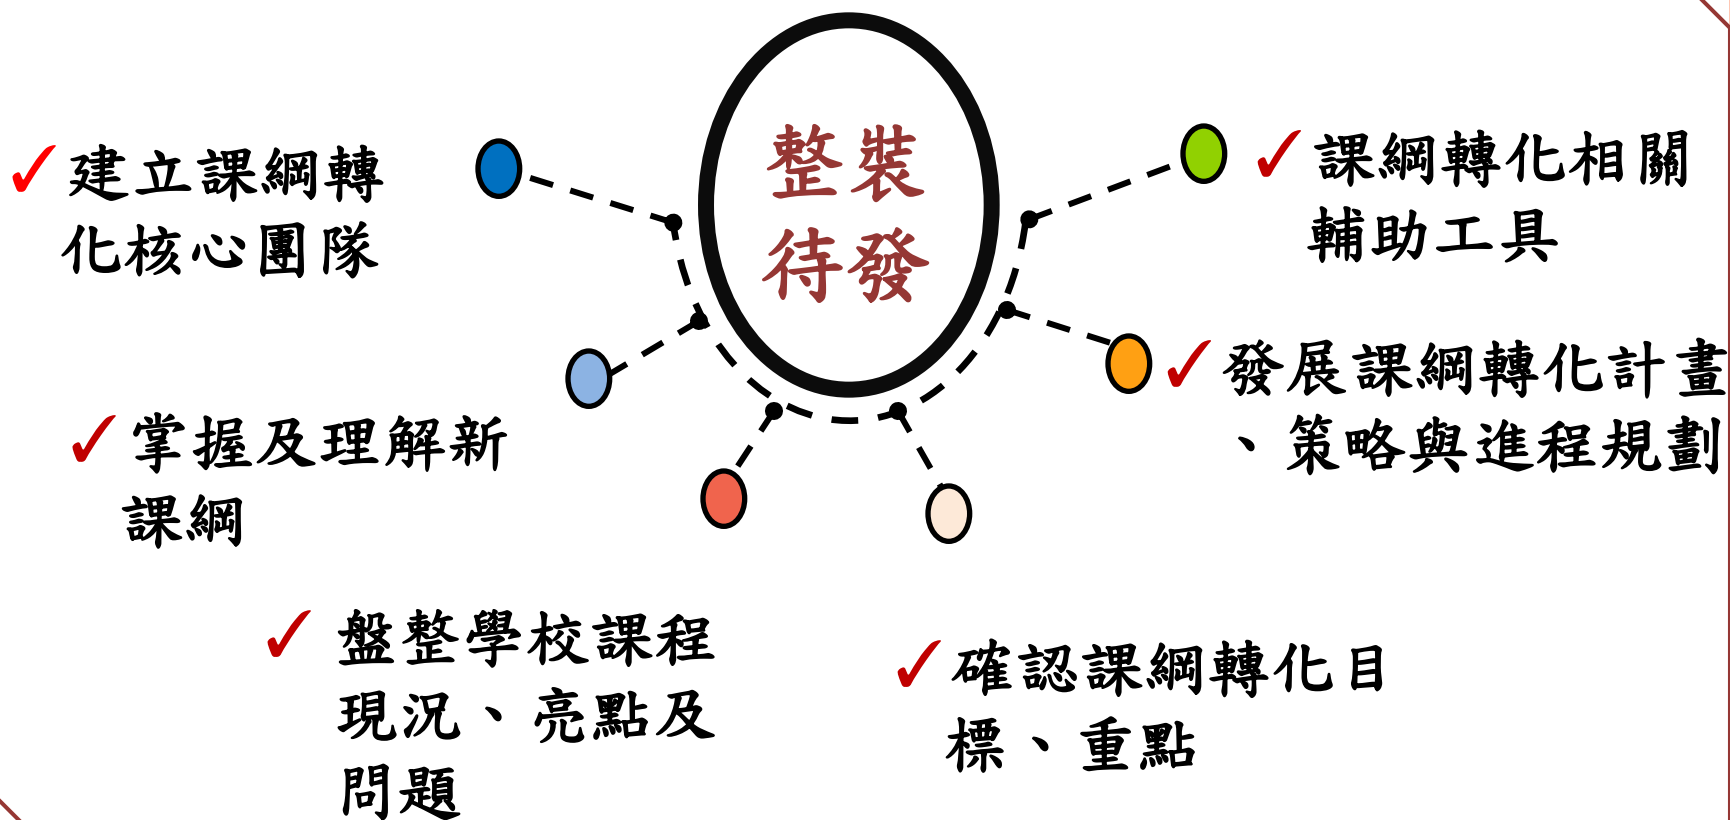 整裝
待發
✓建立課綱轉
化核心團隊
✓掌握及理解新
課綱
✓盤整學校課程
現況、亮點及
問題
✓確認課綱轉化目
標、重點
✓發展課綱轉化計畫
、策略與進程規劃
✓課綱轉化相關
輔助工具